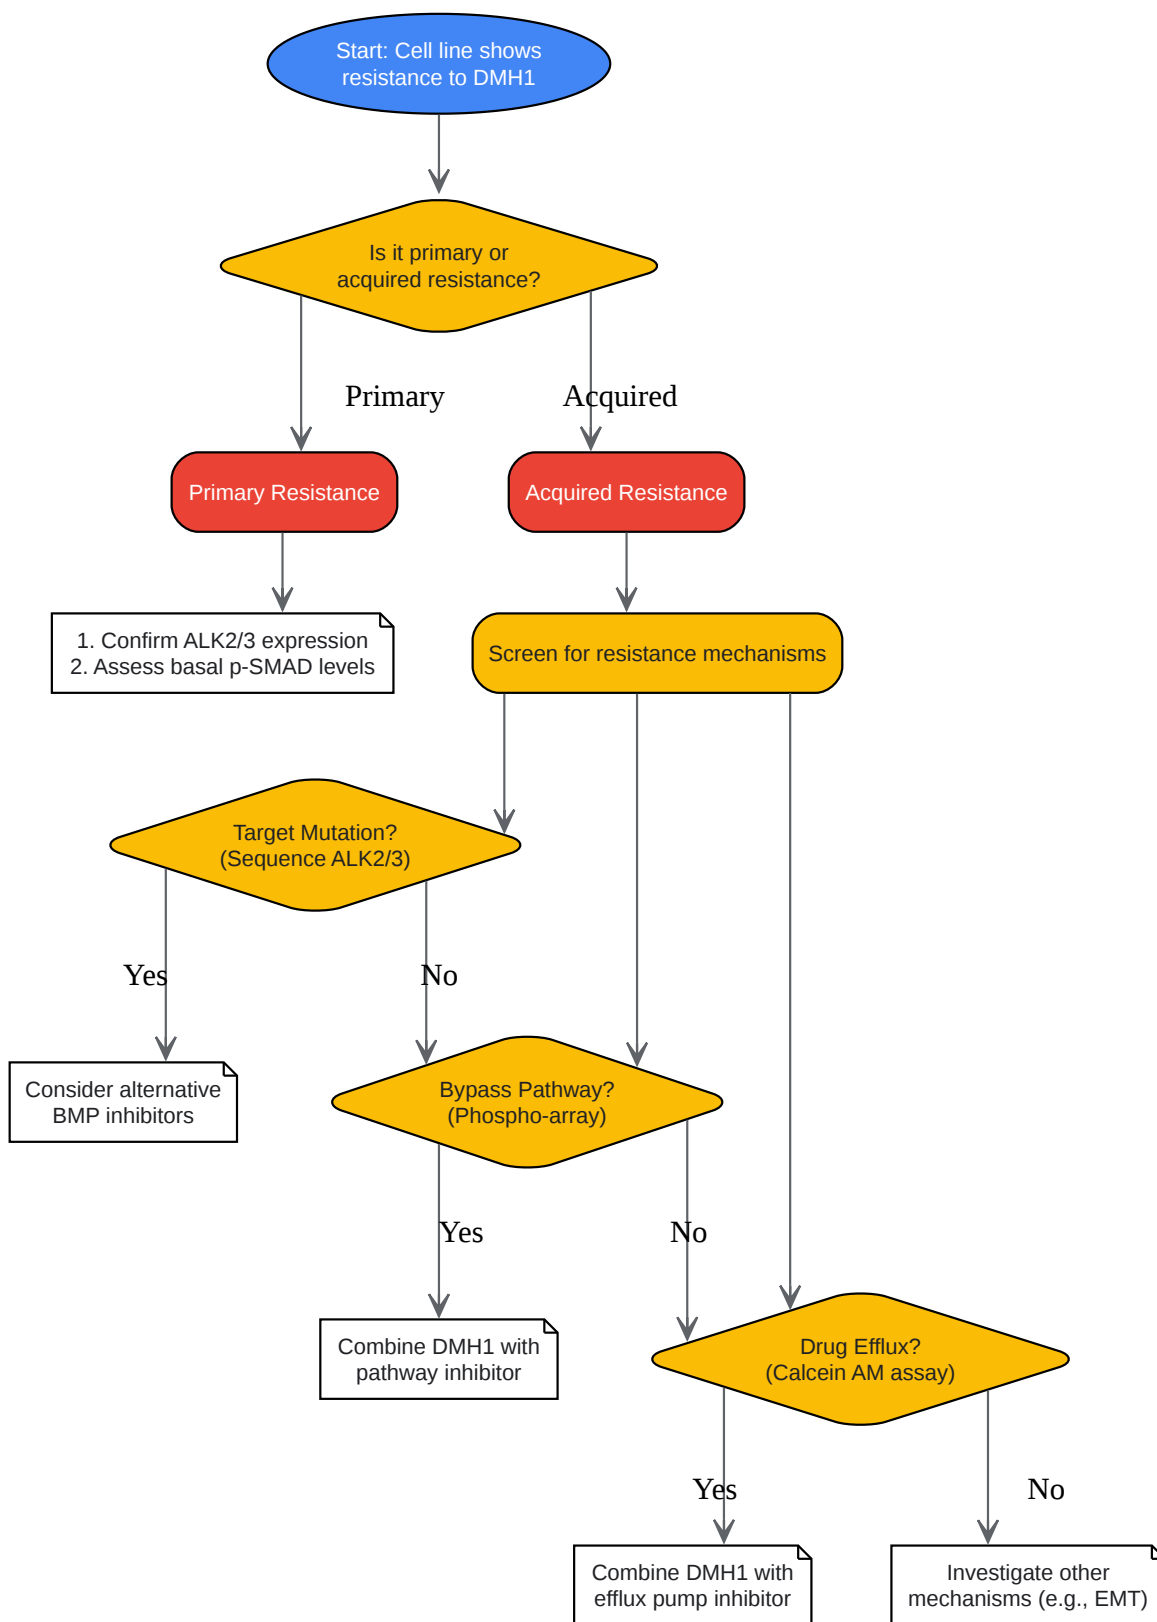 Start: Cell line shows
resistance to DMH1
Is it primary or
acquired resistance?
Primary
Acquired
Primary Resistance
Acquired Resistance
1. Confirm ALK2/3 expression
2. Assess basal p-SMAD levels
Screen for resistance mechanisms
Target Mutation?
(Sequence ALK2/3)
Yes
No
Consider alternative
BMP inhibitors
Bypass Pathway?
(Phospho-array)
Yes
No
Combine DMH1 with
pathway inhibitor
Drug Efflux?
(Calcein AM assay)
Yes
No
Combine DMH1 with
efflux pump inhibitor
Investigate other
mechanisms (e.g., EMT)